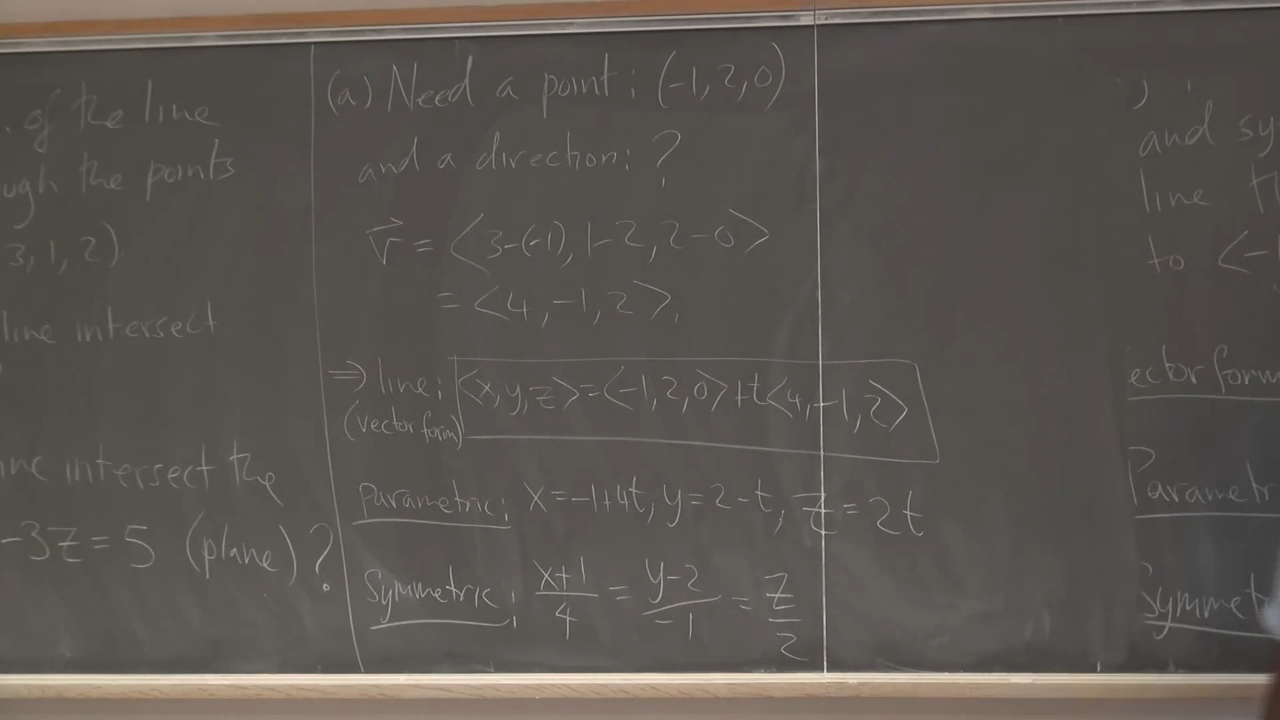 . of the line
ugh the points
3, 1, 2).
line intersect
ine intersect the
-3z = 5 (plane) ?
(a) Need a point: (-1, 2, 0)
and a direction: ?
v⃗ = <3-(-1), 1-2, 2-0>
= <4, -1, 2>.
⇒ line: <x, y, z> = <-1, 2, 0> + t<4, -1, 2>
(vector form)
Parametric: x = -1+4t, y = 2-t, z = 2t
Symmetric: (x+1)/4 = (y-2)/-1 = z/2
and sy
line th
to <-1
ector form
Parametr
Symmet